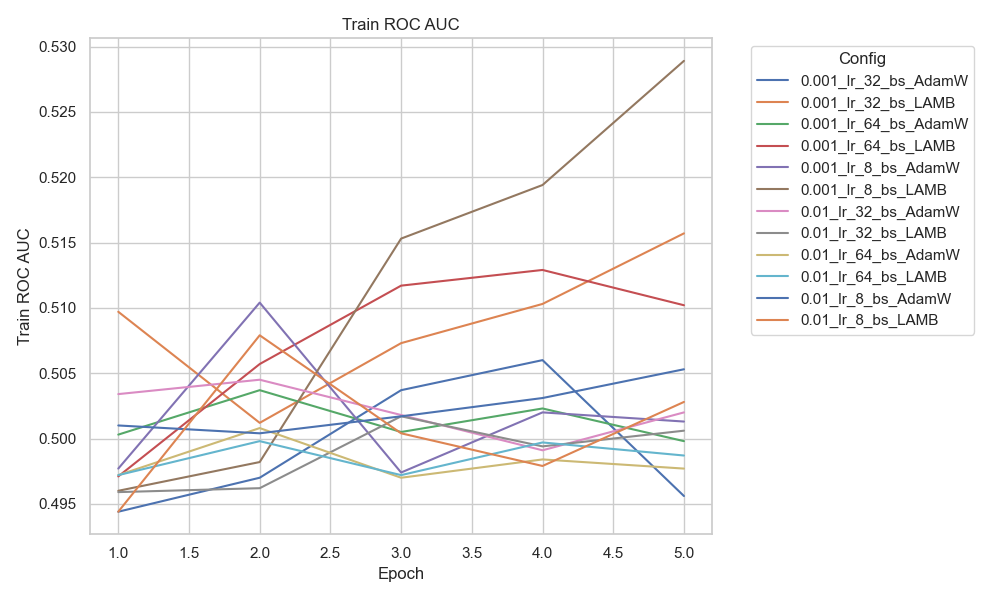 Train ROC AUC
Config
0.001_lr_32_bs_AdamW
0.001_lr_32_bs_LAMB
0.001_lr_64_bs_AdamW
0.001_lr_64_bs_LAMB
0.001_lr_8_bs_AdamW
0.001_lr_8_bs_LAMB
0.01_lr_32_bs_AdamW
0.01_lr_32_bs_LAMB
0.01_lr_64_bs_AdamW
0.01_lr_64_bs_LAMB
0.01_lr_8_bs_AdamW
0.01_lr_8_bs_LAMB
Train ROC AUC
0.530
0.525
0.520
0.515
0.510
0.505
0.500
0.495
1.0 1.5 2.0 2.5 3.0 3.5 4.0 4.5 5.0
Epoch